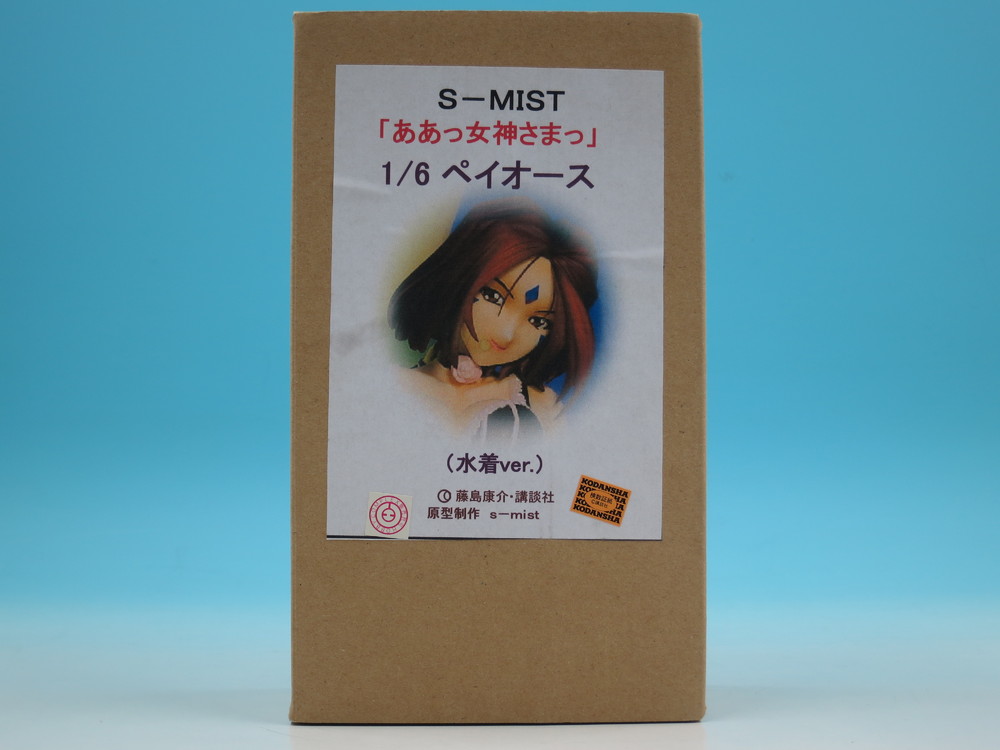 S－MIST
「ああっ女神さまっ」
1/6 ペイオース
（水着ver.）
Ⓒ 藤島康介・講談社
原型制作 s－mist
KODANSHA
KODANSHA